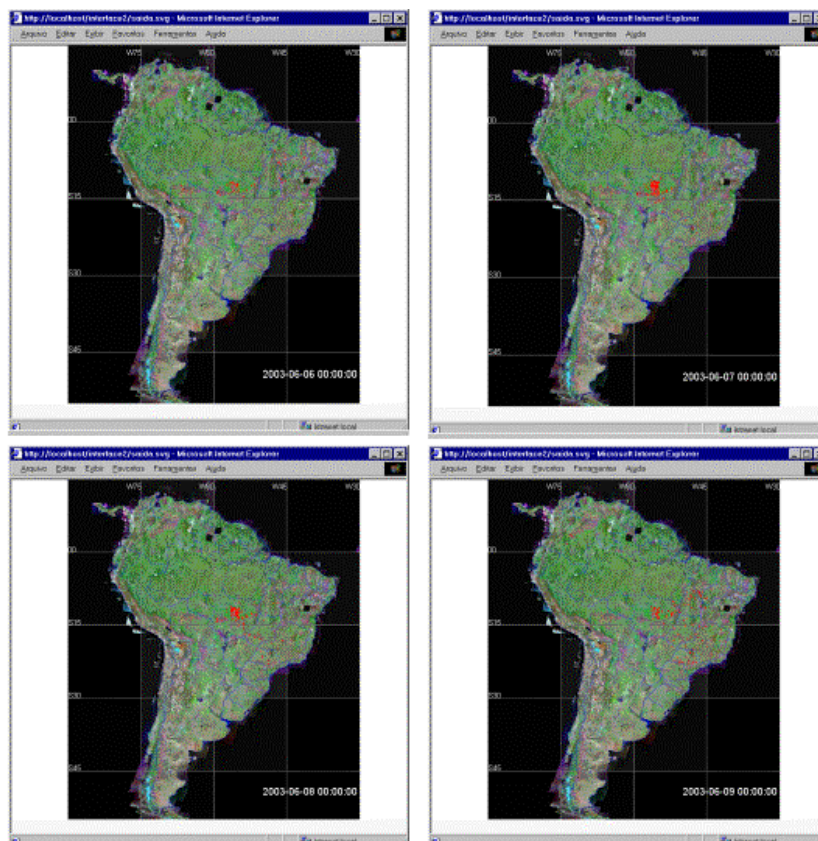 http://localhost/interface2/saida.svg - Microsoft Internet Explorer
Arquivo Editar Exibir Favoritos Ferramentas Ajuda
W75 W60 W45 W30
00
S15
S30
S45
2003-06-06 00:00:00
Intranet local
http://localhost/interface2/saida.svg - Microsoft Internet Explorer
Arquivo Editar Exibir Favoritos Ferramentas Ajuda
W75 W60 W45 W30
00
S15
S30
S45
2003-06-07 00:00:00
Intranet local
http://localhost/interface2/saida.svg - Microsoft Internet Explorer
Arquivo Editar Exibir Favoritos Ferramentas Ajuda
W75 W60 W45 W30
00
S15
S30
S45
2003-06-08 00:00:00
Intranet local
http://localhost/interface2/saida.svg - Microsoft Internet Explorer
Arquivo Editar Exibir Favoritos Ferramentas Ajuda
W75 W60 W45 W30
00
S15
S30
S45
2003-06-09 00:00:00
Intranet local